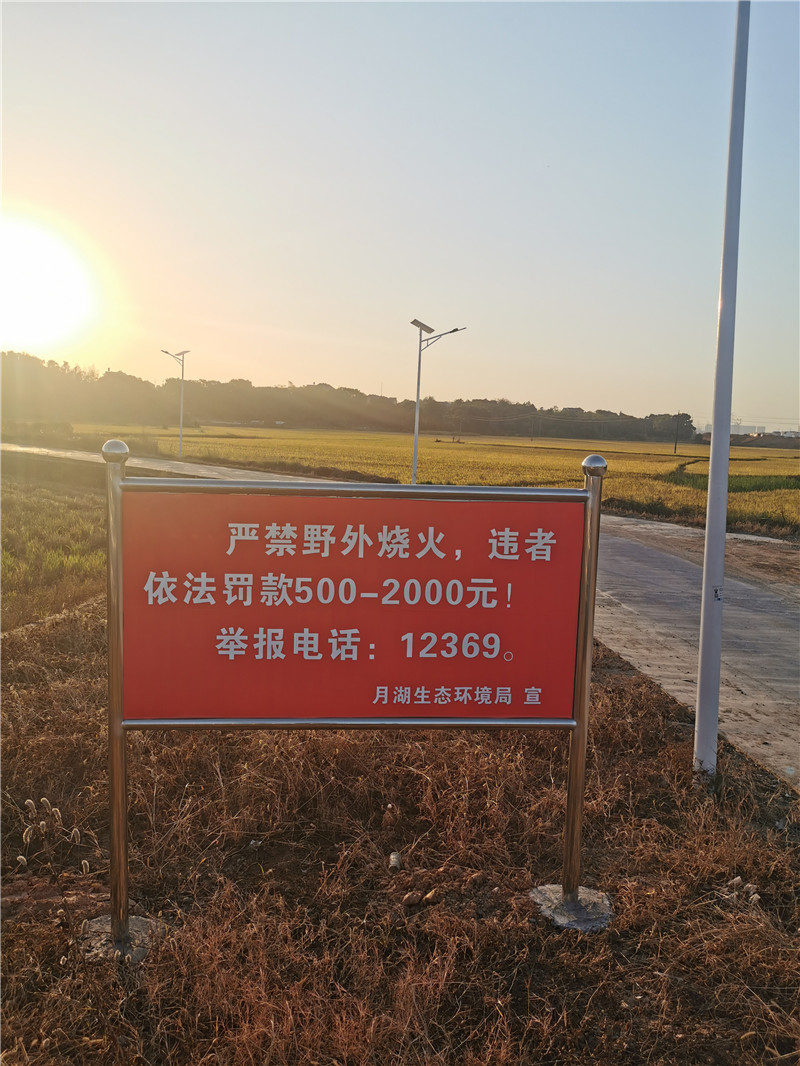 严禁野外烧火，违者
依法罚款500-2000元！
举报电话：12369。
月湖生态环境局 宣